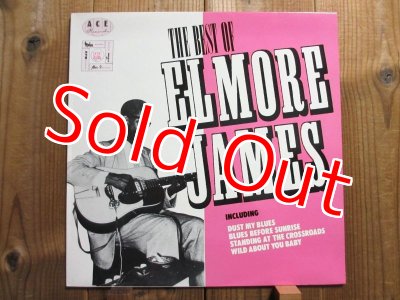 ACE
THE BEST OF
ELMORE
JAMES
Sold Out
INCLUDING
DUST MY BLUES
BLUES BEFORE SUNRISE
STANDING AT THE CROSSROADS
WILD ABOUT YOU BABY